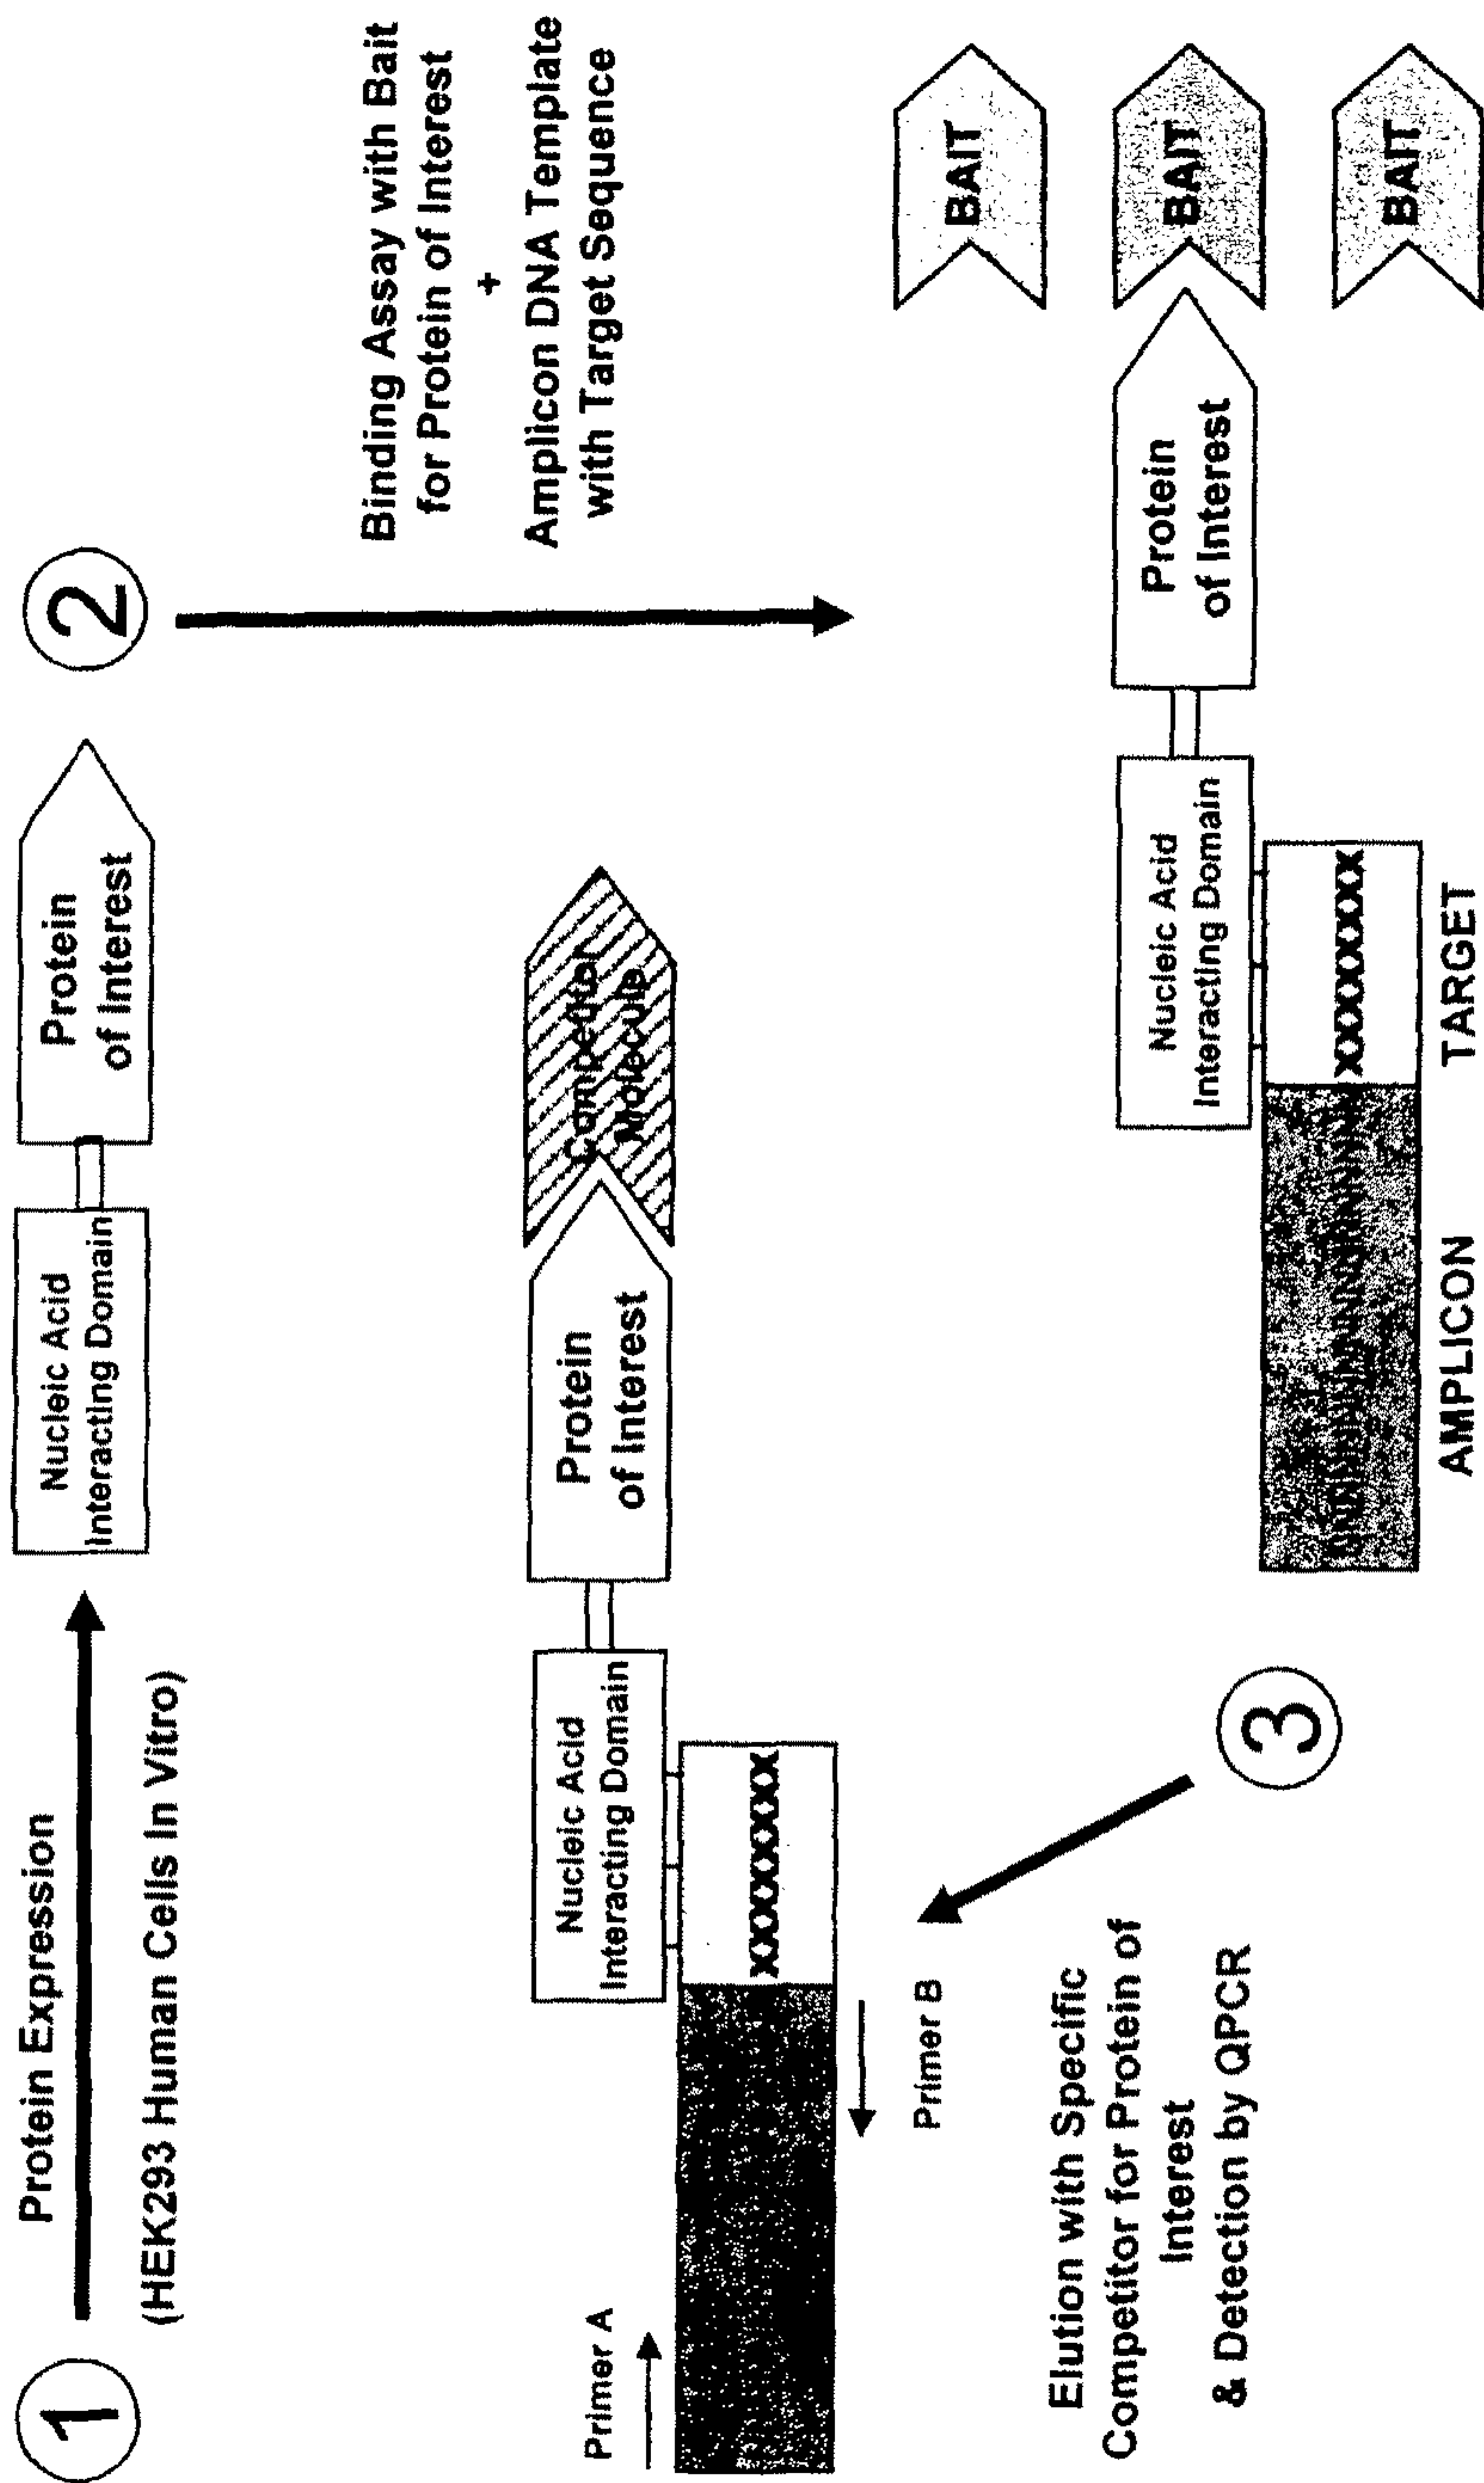 1
Protein Expression
(HEK293 Human Cells In Vitro)
Nucleic Acid
Interacting Domain
Protein
of Interest
2
Binding Assay with Bait
for Protein of Interest
+
Amplicon DNA Template
with Target Sequence
Primer A
Nucleic Acid
Interacting Domain
Protein
of Interest
Competitor
Molecule
XXXXXXXX
Primer B
Elution with Specific
Competitor for Protein of
Interest
& Detection by QPCR
3
Nucleic Acid
Interacting Domain
Protein
of Interest
BAIT
BAIT
BAIT
XXXXXXXX
AMPLICON
TARGET